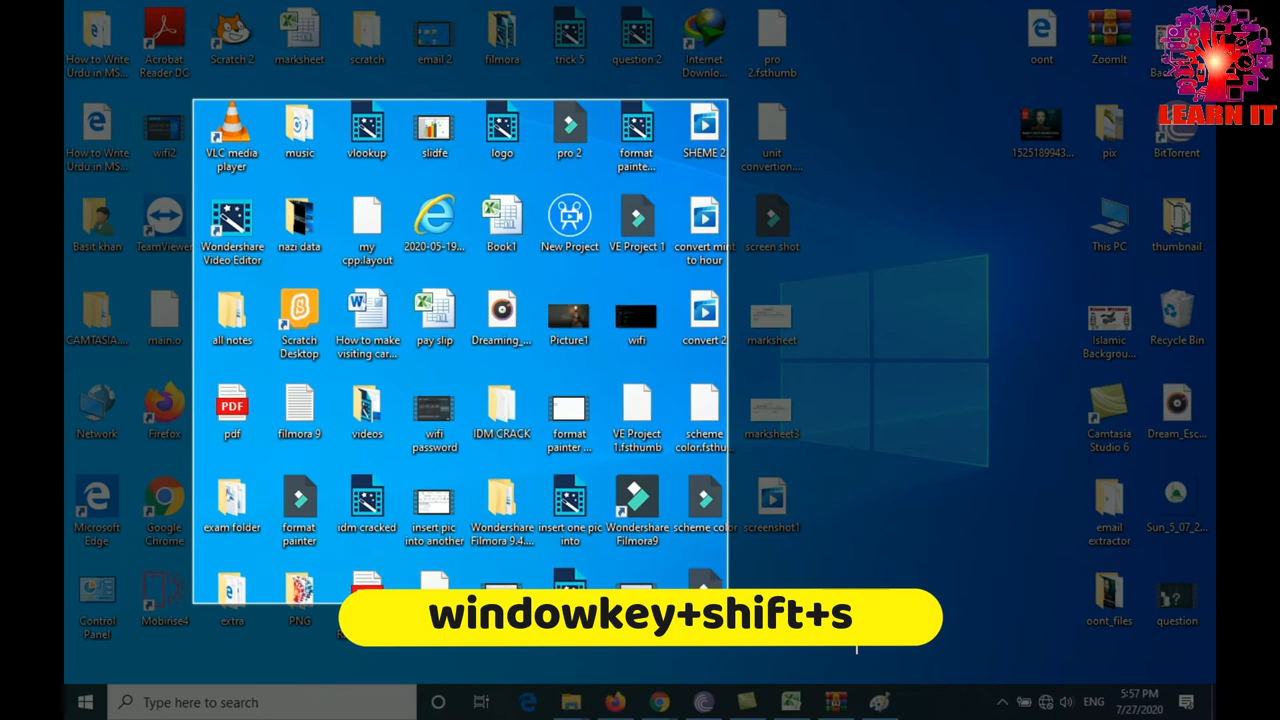 How to Write
Urdu in MS...
Acrobat
Reader DC
Scratch 2
marksheet
scratch
email 2
filmora
trick 5
question 2
Internet
Downlo...
pro
2.fsthumb
oont
ZoomIt
LEARN IT
How to Write
Urdu in MS...
wifi2
VLC media
player
music
vlookup
slidfe
logo
pro 2
format
painte...
SHEME 2
unit
convertion....
1525189943...
pix
BitTorrent
Basit khan
TeamViewer
Wondershare
Video Editor
nazi data
my
cpp.layout
2020-05-19...
Book1
New Project
VE Project 1
convert mint
to hour
screen shot
This PC
thumbnail
CAMTASIA....
main.o
all notes
Scratch
Desktop
How to make
visiting car...
pay slip
Dreaming_...
Picture1
wifi
convert 2
marksheet
Islamic
Backgrou...
Recycle Bin
Network
Firefox
PDF
pdf
filmora 9
videos
wifi
password
IDM CRACK
format
painter ...
VE Project
1.fsthumb
scheme
color.fsthu...
marksheet3
Camtasia
Studio 6
Dream_Esc...
Microsoft
Edge
Google
Chrome
exam folder
format
painter
idm cracked
insert pic
into another
Wondershare
Filmora 9.4....
insert one pic
into
Wondershare
Filmora9
scheme color
screenshot1
email
extractor
Sun_5_07_2...
Control
Panel
Mobirise4
extra
PNG
oont_files
question
windowkey+shift+s
Type here to search
ENG
5:57 PM
7/27/2020